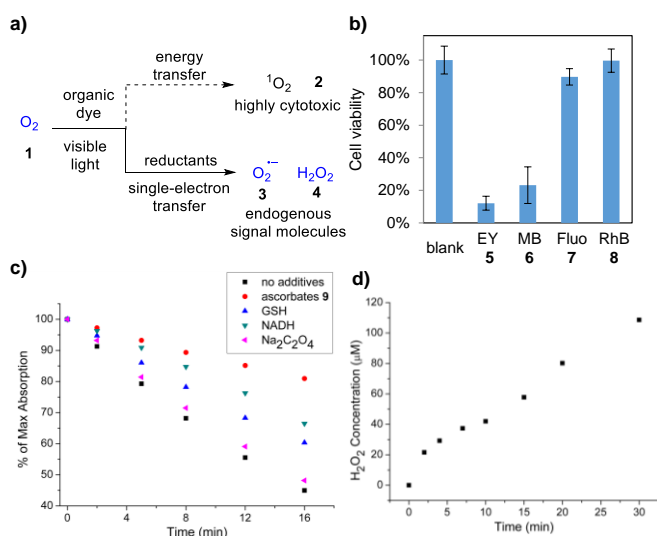 a)
O2
1
organic
dye
visible
light
energy
transfer
1O2 2
highly cytotoxic
reductants
single-electron
transfer
O2•− H2O2
3 4
endogenous
signal molecules
b)
Cell viability
100%
80%
60%
40%
20%
0%
blank
EY MB Fluo RhB
5 6 7 8
c)
% of Max Absorption
100
90
80
70
60
50
40
no additives
ascorbates 9
GSH
NADH
Na2C2O4
0 4 8 12 16
Time (min)
d)
H2O2 Concentration (μM)
120
100
80
60
40
20
0
0 5 10 15 20 25 30
Time (min)